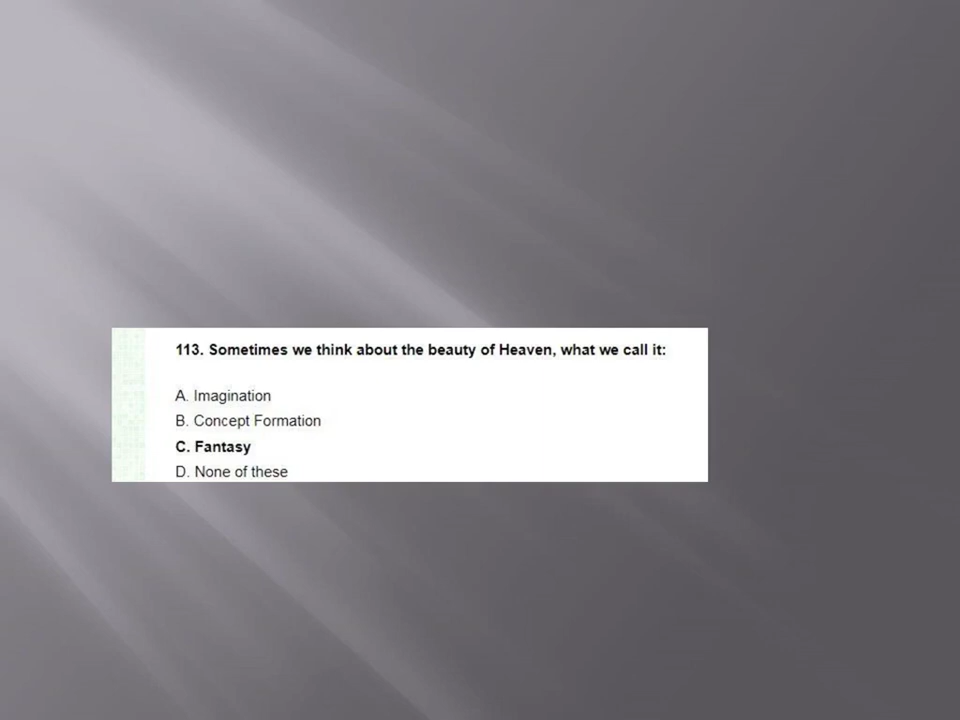 113. Sometimes we think about the beauty of Heaven, what we call it:
A. Imagination
B. Concept Formation
C. Fantasy
D. None of these